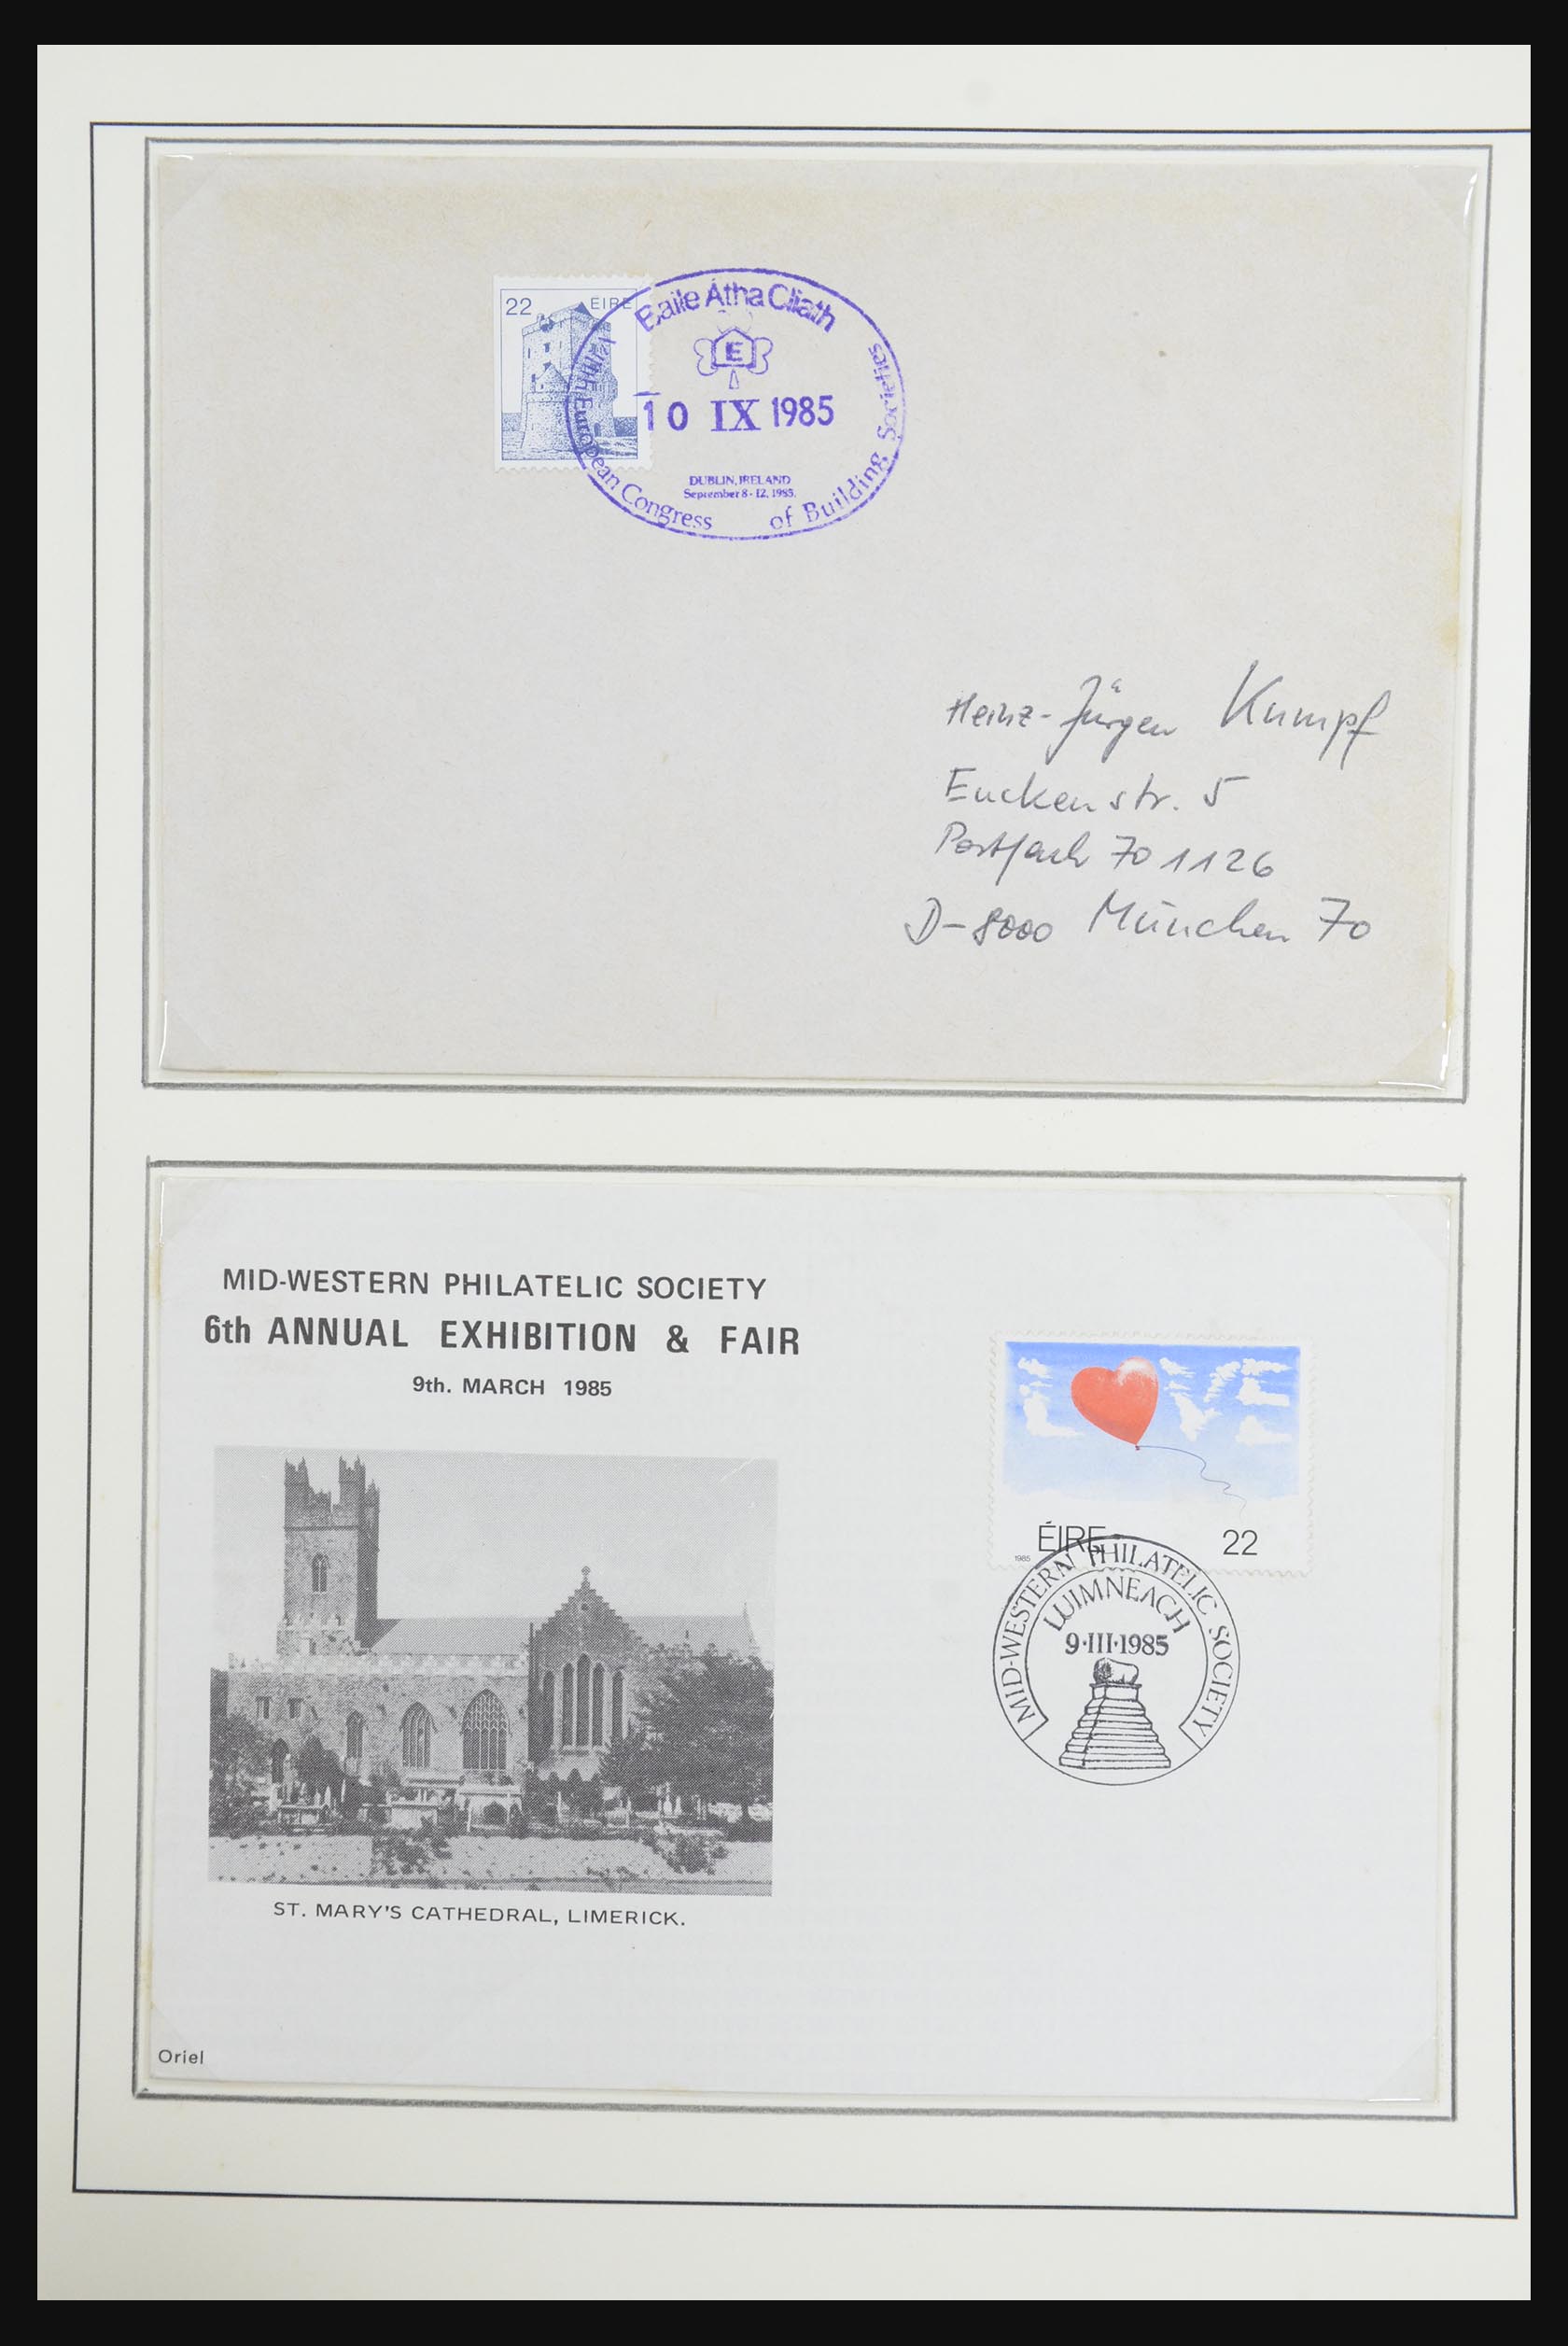 22 EIRE
Baile Átha Cliath
E
10 IX 1985
DUBLIN, IRELAND
September 8-12, 1985.
European Congress of Building Societies
Heinz-Jürgen Kumpf
Euckenstr. 5
Postfach 701126
D-8000 München 70
MID-WESTERN PHILATELIC SOCIETY
6th ANNUAL EXHIBITION & FAIR
9th. MARCH 1985
LOVE
ÉIRE 22
1985
MID-WESTERN PHILATELIC SOCIETY
LUIMNEACH
9·III·1985
ST. MARY'S CATHEDRAL, LIMERICK.
Oriel